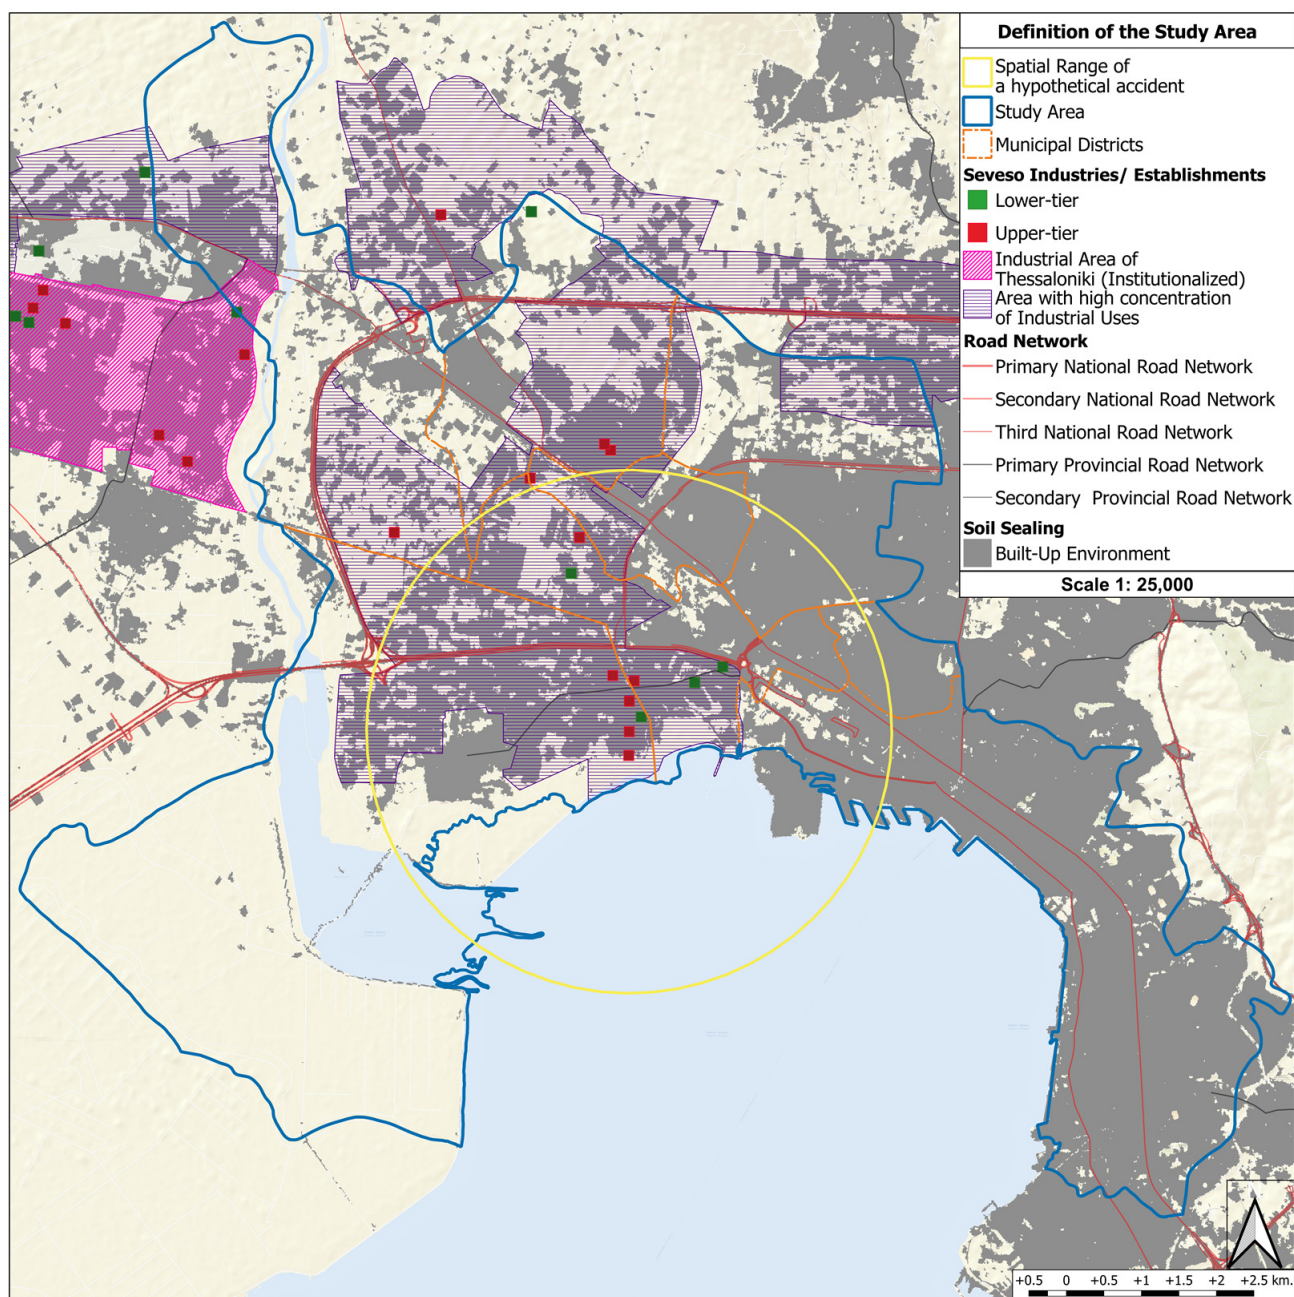 Definition of the Study Area
Spatial Range of
a hypothetical accident
Study Area
Municipal Districts
Seveso Industries/ Establishments
Lower-tier
Upper-tier
Industrial Area of
Thessaloniki (Institutionalized)
Area with high concentration
of Industrial Uses
Road Network
Primary National Road Network
Secondary National Road Network
Third National Road Network
Primary Provincial Road Network
Secondary Provincial Road Network
Soil Sealing
Built-Up Environment
Scale 1: 25,000
+0.5 0 +0.5 +1 +1.5 +2 +2.5 km.